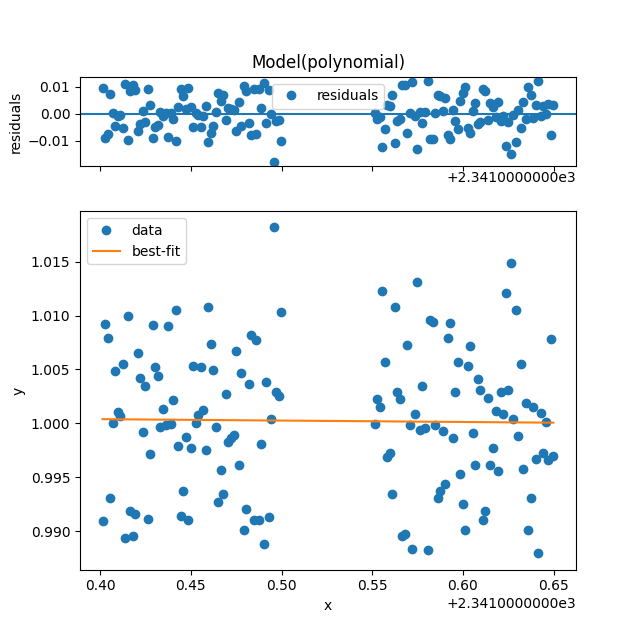 Model(polynomial)
residuals
0.01
0.00
−0.01
residuals
+2.3410000000e3
data
best-fit
y
1.015
1.010
1.005
1.000
0.995
0.990
0.40 0.45 0.50 0.55 0.60 0.65
x
+2.3410000000e3